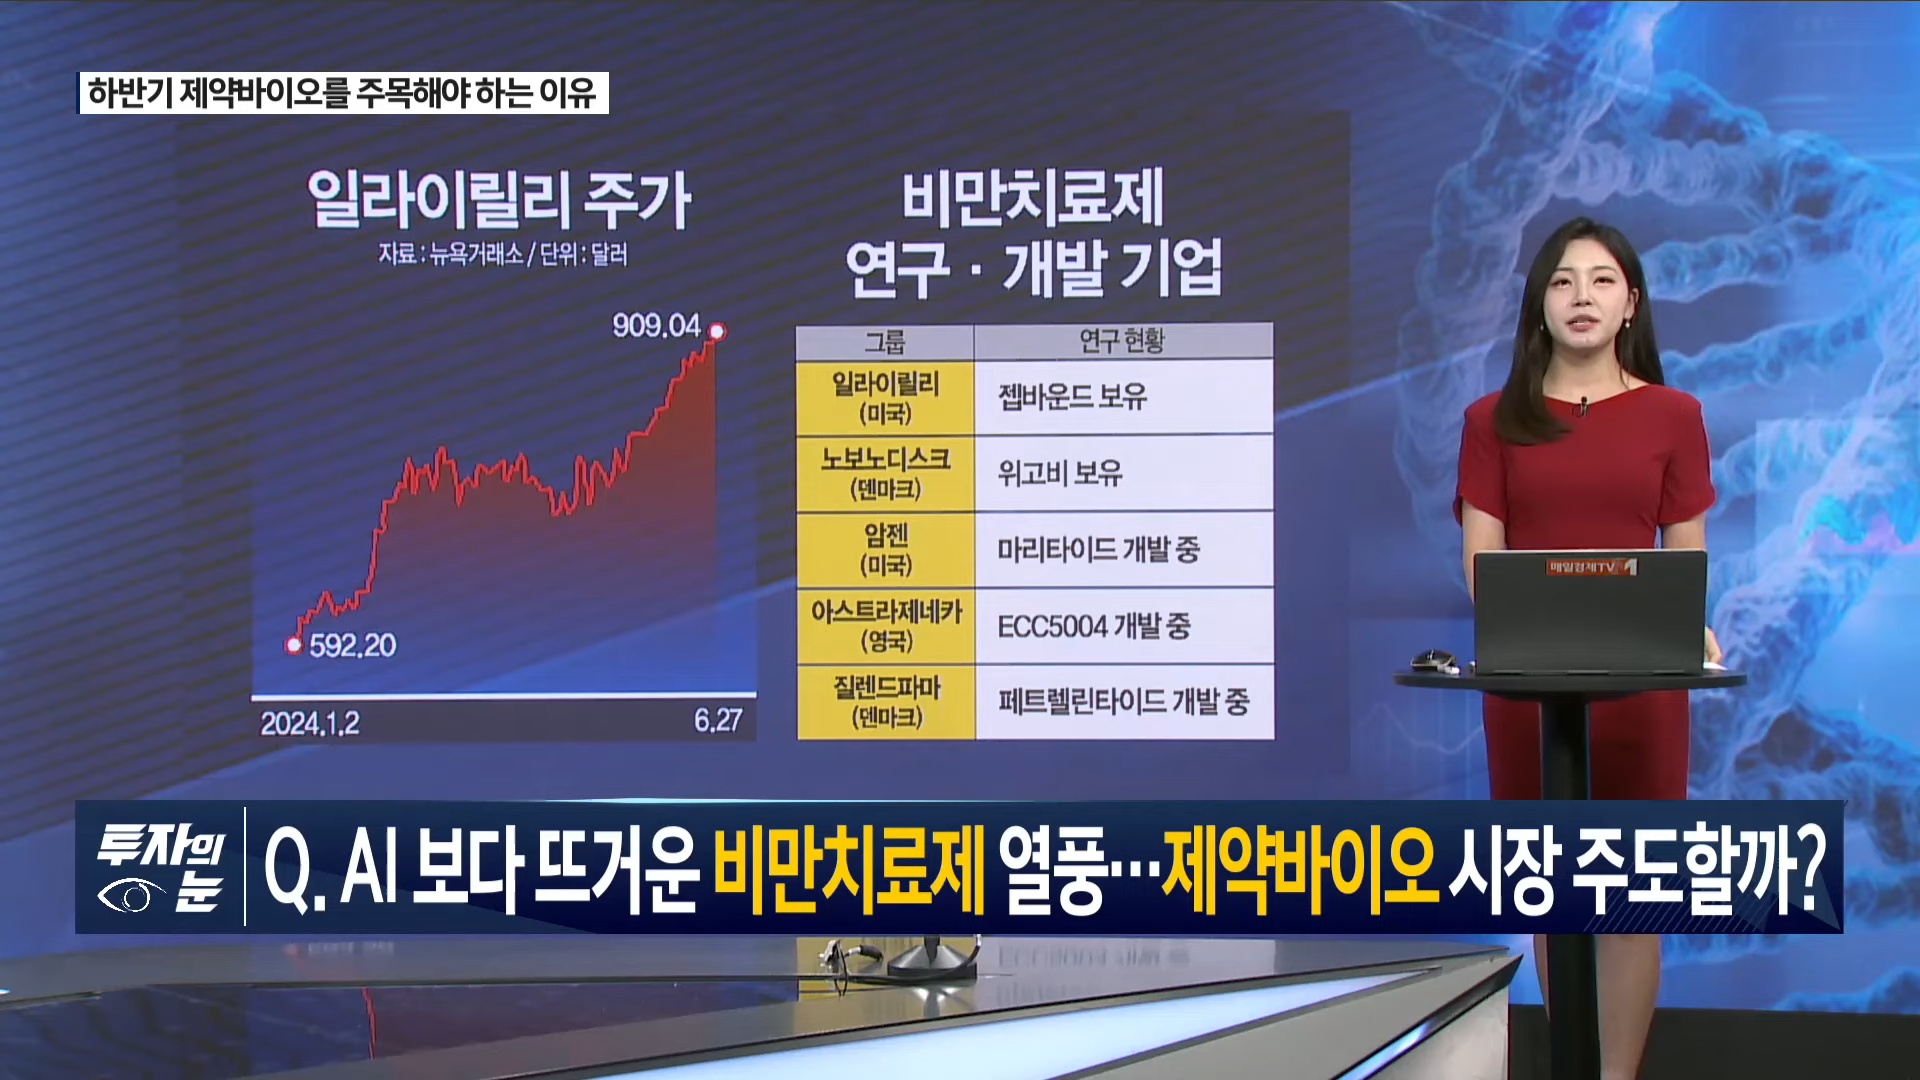 하반기 제약바이오를 주목해야 하는 이유
일라이릴리 주가
자료 : 뉴욕거래소 / 단위 : 달러
909.04
592.20
2024.1.2
6.27
비만치료제
연구 · 개발 기업
그룹
연구 현황
일라이릴리
(미국)
젭바운드 보유
노보노디스크
(덴마크)
위고비 보유
암젠
(미국)
마리타이드 개발 중
아스트라제네카
(영국)
ECC5004 개발 중
질렌드파마
(덴마크)
페트렐린타이드 개발 중
매일경제TV
투자의
눈
Q. AI 보다 뜨거운 비만치료제 열풍…제약바이오 시장 주도할까?